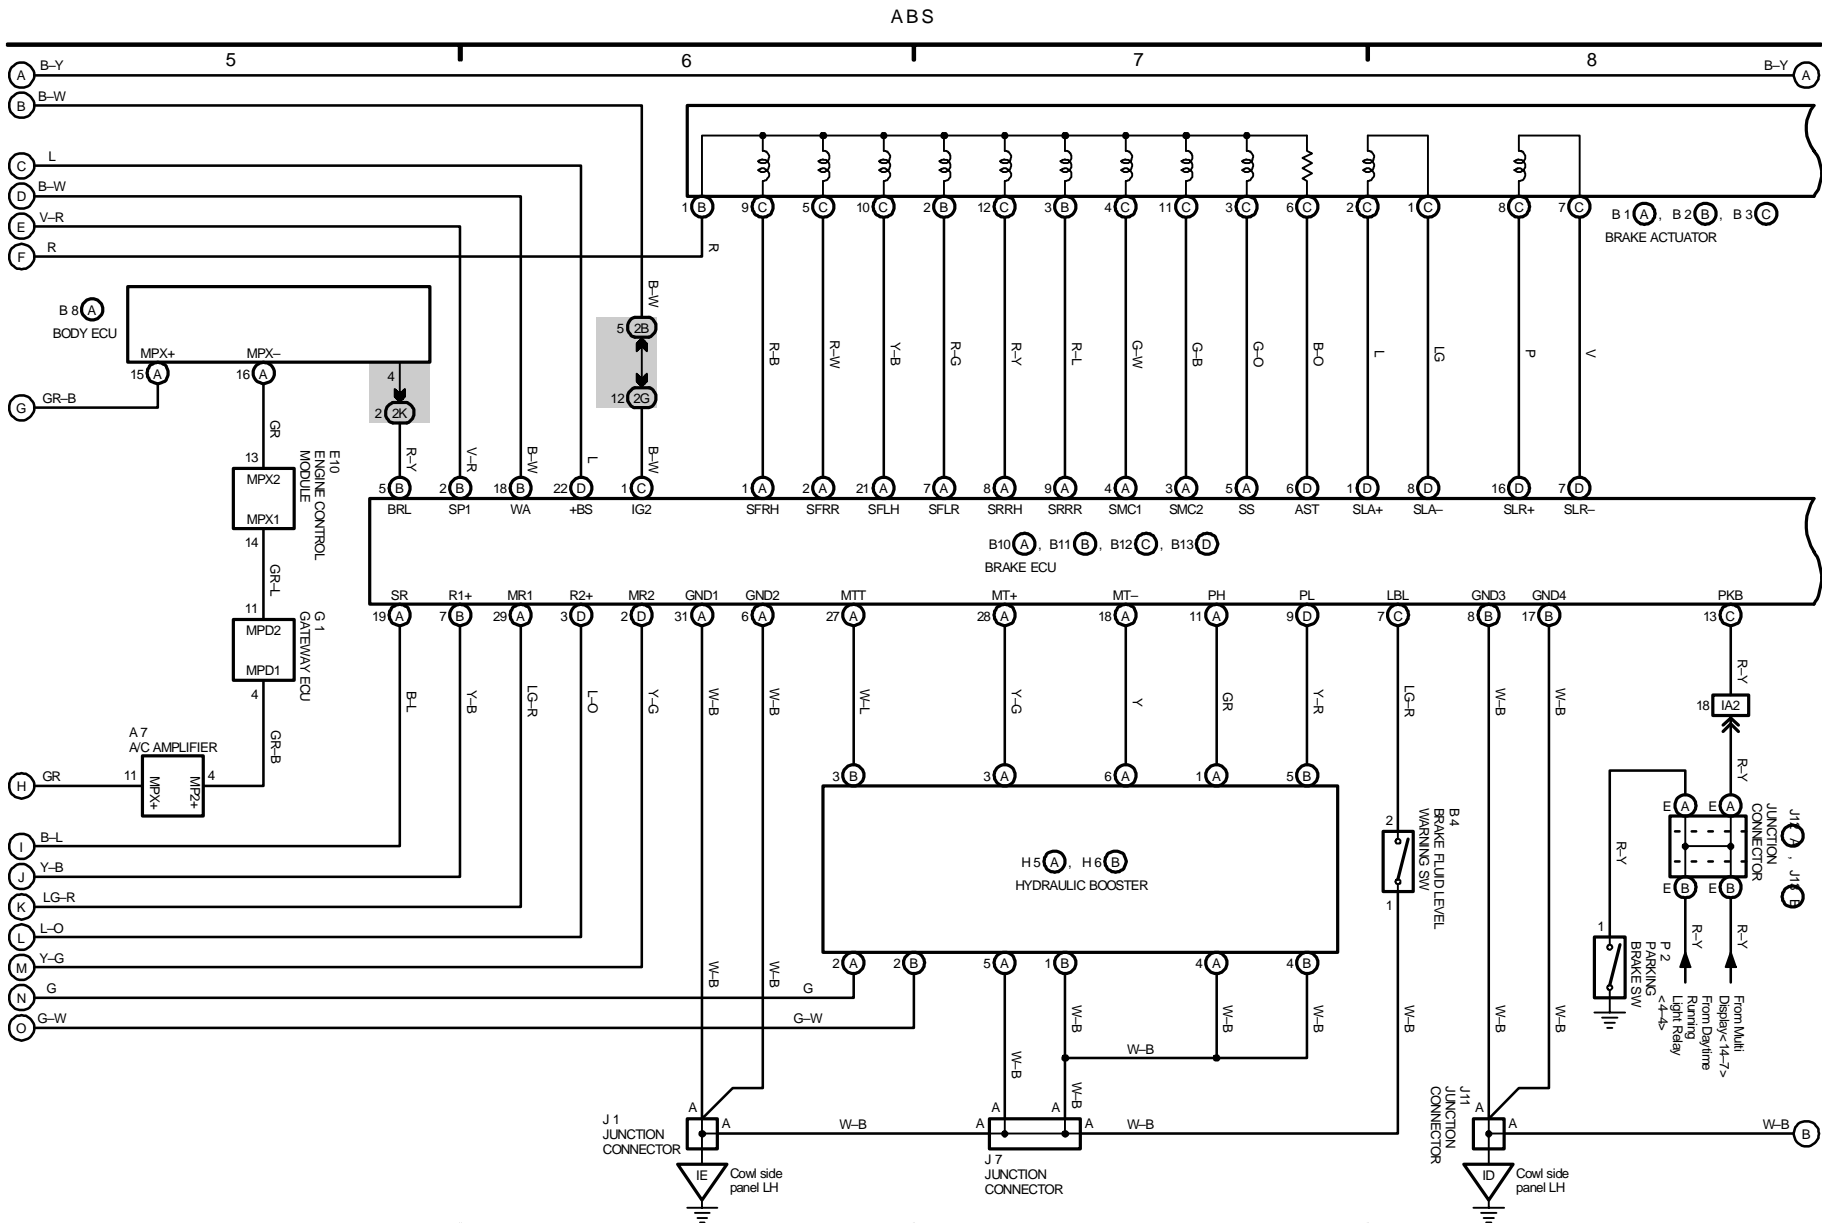 ABS
5 6 7 8
A B–Y B–Y A
B B–W
C L
D B–W
E V–R
F R
1 B 9 C 5 C 10 C 2 B 12 C 3 B 4 C 11 C 3 C 6 C 2 C 1 C 8 C 7 C
B 1 A , B 2 B , B 3 C
BRAKE ACTUATOR
R
B 8 A
BODY ECU
MPX+ MPX–
15 A 16 A
4
2 2K
B–W
5 2B
12 2G
G GR–B
R–B R–W Y–B R–G R–Y R–L G–W G–B G–O B–O L LG P V
GR
R–Y V–R B–W L B–W
13
MPX2
MPX1
14
E10
ENGINE CONTROL
MODULE
5 B 2 B 18 B 22 D 1 C 1 A 2 A 21 A 7 A 8 A 9 A 4 A 3 A 5 A 6 D 1 D 8 D 16 D 7 D
BRL SP1 WA +BS IG2 SFRH SFRR SFLH SFLR SRRH SRRR SMC1 SMC2 SS AST SLA+ SLA– SLR+ SLR–
B10 A , B11 B , B12 C , B13 D
BRAKE ECU
SR R1+ MR1 R2+ MR2 GND1 GND2 MTT MT+ MT– PH PL LBL GND3 GND4 PKB
19 A 7 B 29 A 3 D 2 D 31 A 6 A 27 A 28 A 18 A 11 A 9 D 7 C 8 B 17 B 13 C
GR–L
11
MPD2
MPD1
4
G 1
GATEWAY ECU
GR–B
B–L Y–B LG–R L–O Y–G W–B W–B W–L Y–G Y GR Y–R LG–R W–B W–B R–Y
18 IA2
R–Y
A 7
A/C AMPLIFIER
H GR 11 MPX+ MP2+ 4
3 B 3 A 6 A 1 A 5 B
H 5 A , H 6 B
HYDRAULIC BOOSTER
2
1
B 4
BRAKE FLUID LEVEL
WARNING SW
E A E A
E B E B
J12 A , J13 B
JUNCTION
CONNECTOR
R–Y
R–Y R–Y
1
P 2
PARKING
BRAKE SW
<4–4>
From Daytime
Running
Light Relay
From Multi
Display<14–7>
I B–L
J Y–B
K LG–R
L L–O
M Y–G
N G G
O G–W G–W
2 A 2 B 5 A 1 B 4 A 4 B
W–B W–B W–B W–B W–B W–B W–B W–B
W–B
W–B W–B
J 1
JUNCTION
CONNECTOR
A
A W–B A
A A
A W–B
J 7
JUNCTION
CONNECTOR
J11
JUNCTION
CONNECTOR
A
A W–B B
IE
Cowl side
panel LH
ID
Cowl side
panel LH